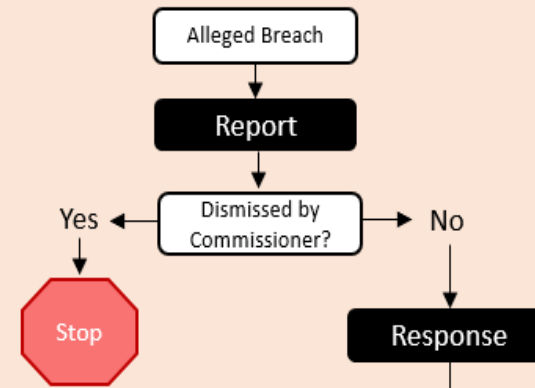 Alleged Breach
Report
Dismissed by
Commissioner?
Yes
No
Stop
Response